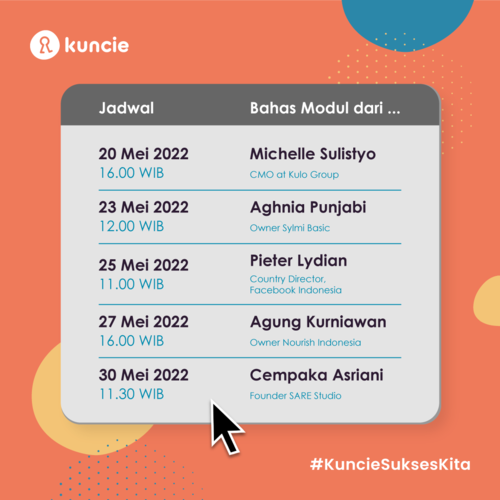 kuncie
Jadwal Bahas Modul dari ...
20 Mei 2022 Michelle Sulistyo
16.00 WIB CMO at Kulo Group
23 Mei 2022 Aghnia Punjabi
12.00 WIB Owner Sylmi Basic
25 Mei 2022 Pieter Lydian
11.00 WIB Country Director,
Facebook Indonesia
27 Mei 2022 Agung Kurniawan
16.00 WIB Owner Nourish Indonesia
30 Mei 2022 Cempaka Asriani
11.30 WIB Founder SARE Studio
#KuncieSuksesKita